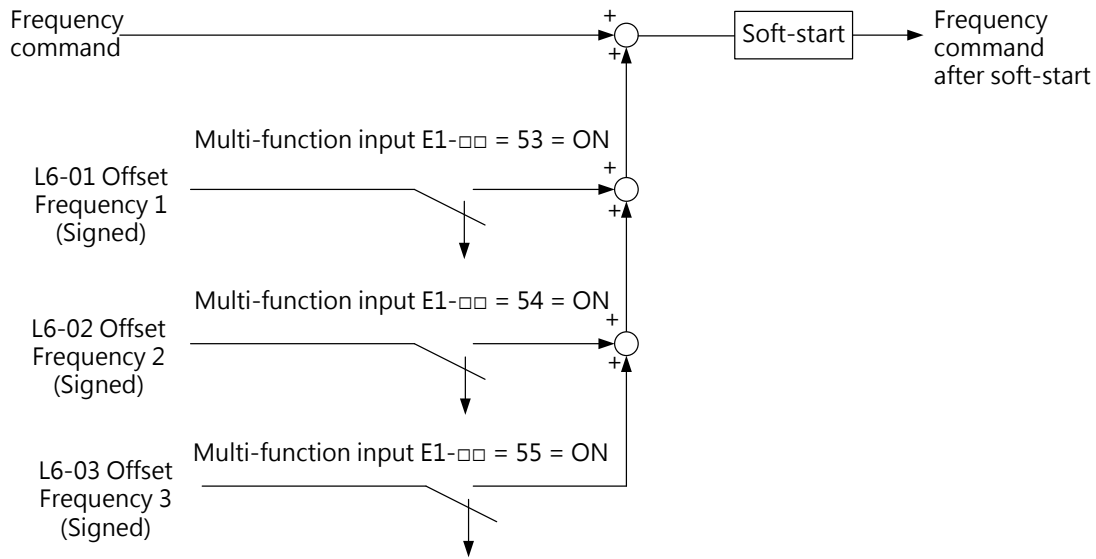 Frequency
command
+
+
Soft-start
Frequency
command
after soft-start
Multi-function input E1-□□ = 53 = ON
L6-01 Offset
Frequency 1
(Signed)
+
+
Multi-function input E1-□□ = 54 = ON
L6-02 Offset
Frequency 2
(Signed)
+
+
Multi-function input E1-□□ = 55 = ON
L6-03 Offset
Frequency 3
(Signed)